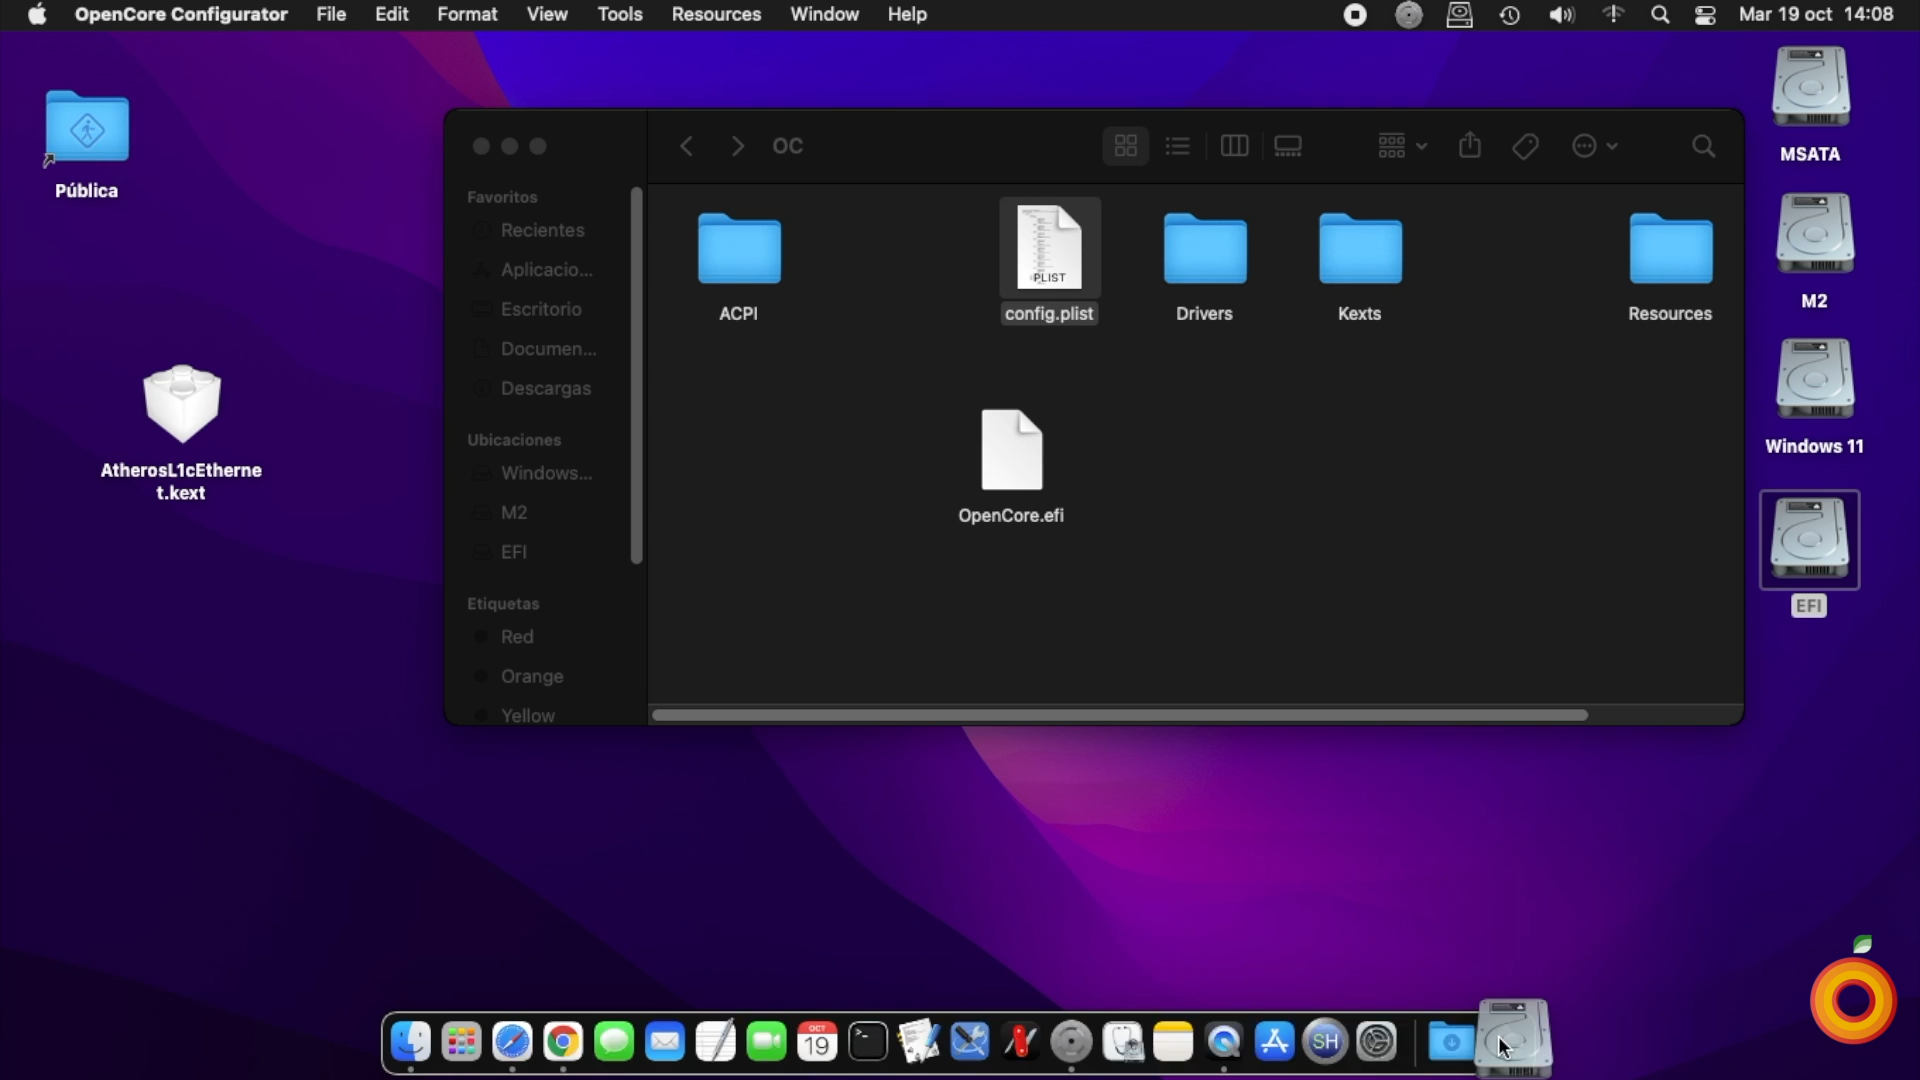 OpenCore Configurator File Edit Format View Tools Resources Window Help Mar 19 oct 14:08
Pública
AtherosL1cEtherne
t.kext
OC
Favoritos
Recientes
Aplicacio...
Escritorio
Documen...
Descargas
Ubicaciones
Windows...
M2
EFI
Etiquetas
Red
Orange
Yellow
ACPI
PLIST
config.plist
Drivers
Kexts
Resources
OpenCore.efi
MSATA
M2
Windows 11
EFI
OCT
19
SH